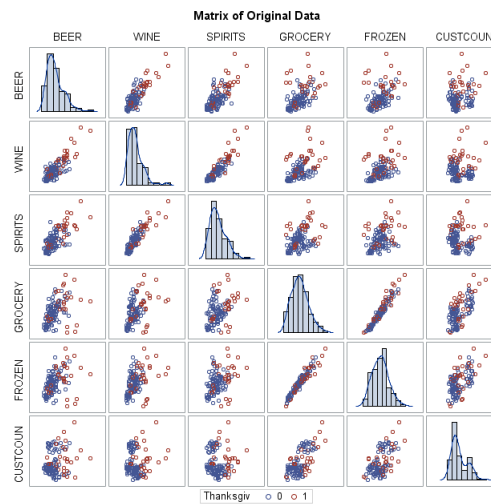 Matrix of Original Data
BEER WINE SPIRITS GROCERY FROZEN CUSTCOUN
BEER
WINE
SPIRITS
GROCERY
FROZEN
CUSTCOUN
Thanksgiv 0 1